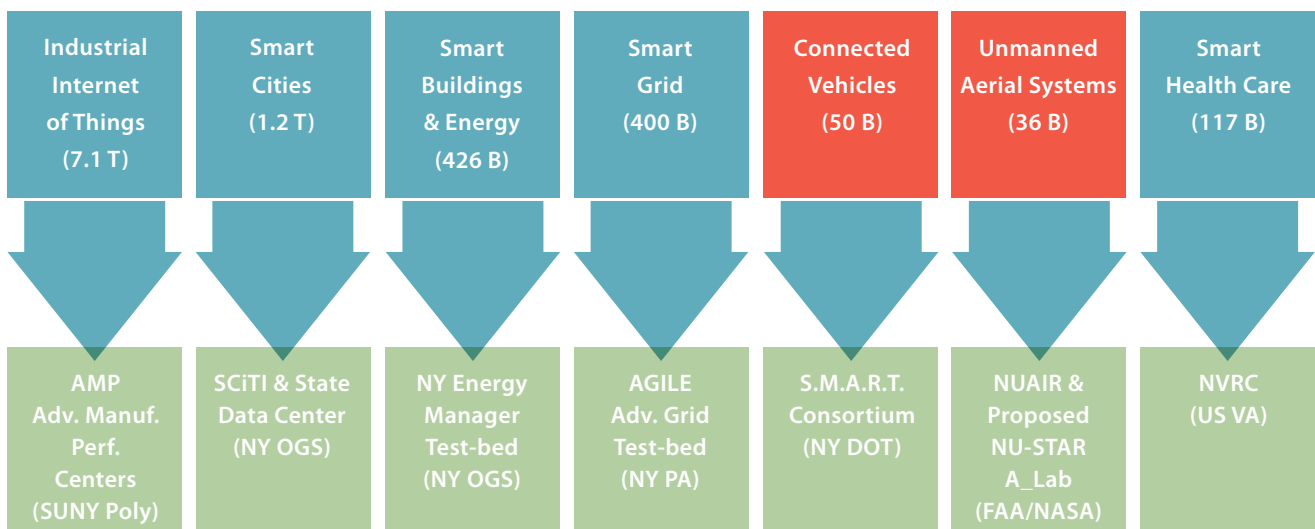 Industrial
Internet
of Things
(7.1 T)
Smart
Cities
(1.2 T)
Smart
Buildings
& Energy
(426 B)
Smart
Grid
(400 B)
Connected
Vehicles
(50 B)
Unmanned
Aerial Systems
(36 B)
Smart
Health Care
(117 B)
AMP
Adv. Manuf.
Perf.
Centers
(SUNY Poly)
SCiTI & State
Data Center
(NY OGS)
NY Energy
Manager
Test-bed
(NY OGS)
AGILE
Adv. Grid
Test-bed
(NY PA)
S.M.A.R.T.
Consortium
(NY DOT)
NUAIR &
Proposed
NU-STAR
A_Lab
(FAA/NASA)
NVRC
(US VA)